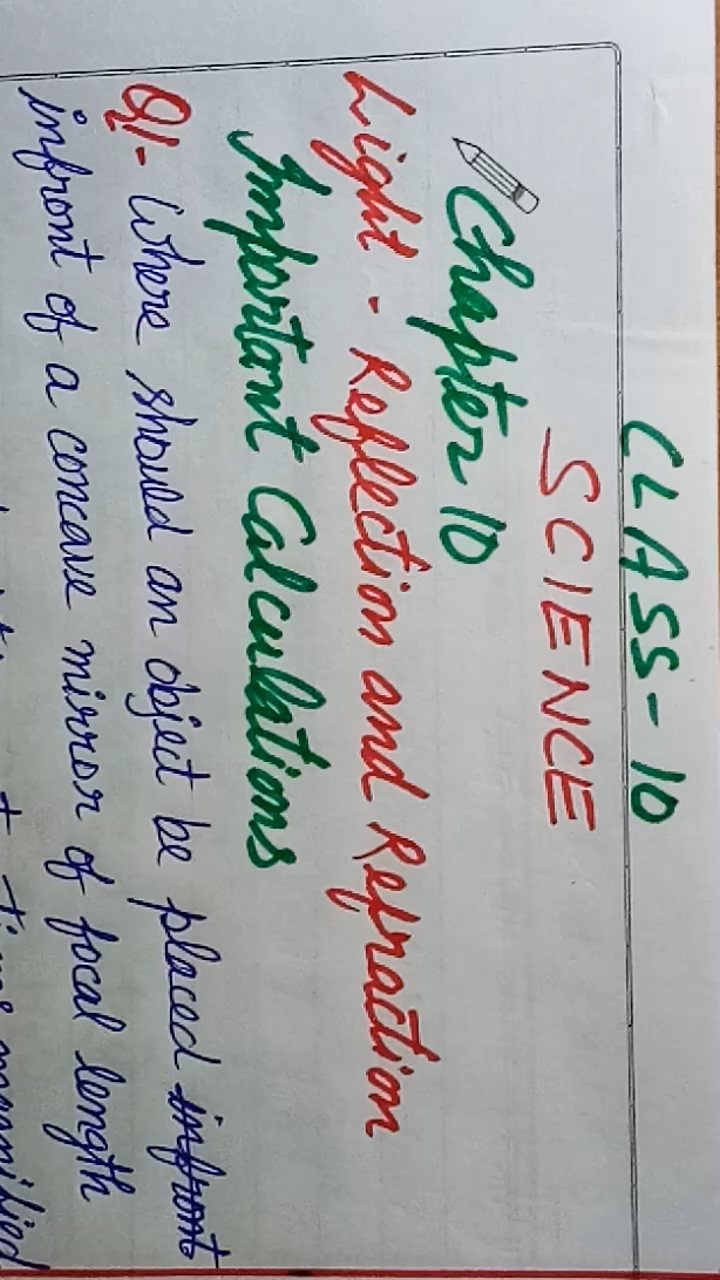 CLASS-10
SCIENCE
Chapter 10
Light - Reflection and Refraction
Important Calculations
Q1- Where should an object be placed infront
infront of a concave mirror of focal length
magnified